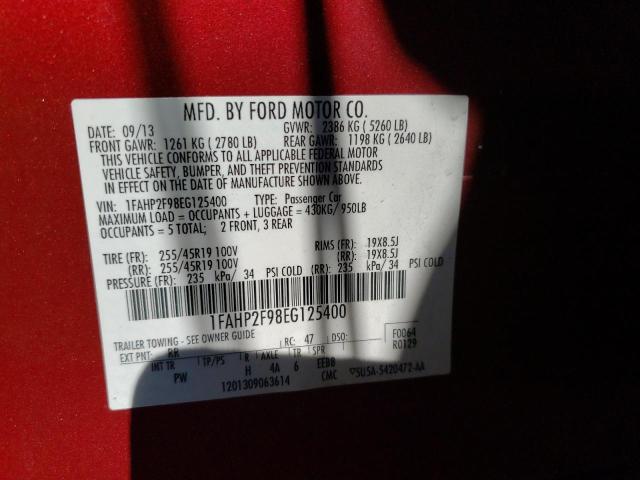 MFD. BY FORD MOTOR CO.
DATE: 09/13 GVWR: 2386 KG ( 5260 LB)
FRONT GAWR: 1261 KG ( 2780 LB) REAR GAWR: 1198 KG ( 2640 LB)
THIS VEHICLE CONFORMS TO ALL APPLICABLE FEDERAL MOTOR
VEHICLE SAFETY, BUMPER, AND THEFT PREVENTION STANDARDS
IN EFFECT ON THE DATE OF MANUFACTURE SHOWN ABOVE.
VIN: 1FAHP2F98EG125400 TYPE: Passenger Car
MAXIMUM LOAD = OCCUPANTS + LUGGAGE = 430KG/ 950LB
OCCUPANTS = 5 TOTAL; 2 FRONT, 3 REAR
TIRE (FR): 255/45R19 100V RIMS (FR): 19X8.5J
(RR): 255/45R19 100V (RR): 19X8.5J
PRESSURE (FR): 235 kPa/ 34 PSI COLD (RR): 235 kPa/ 34 PSI COLD
1FAHP2F98EG125400
TRAILER TOWING - SEE OWNER GUIDE RC: 47 DSO: F0064
EXT PNT: RR R0129
INT TR TP/PS R AXLE TR SPR
PW H 4A 6 EEBB
1201309063614 CMC ▽5U5A-5420472-AA